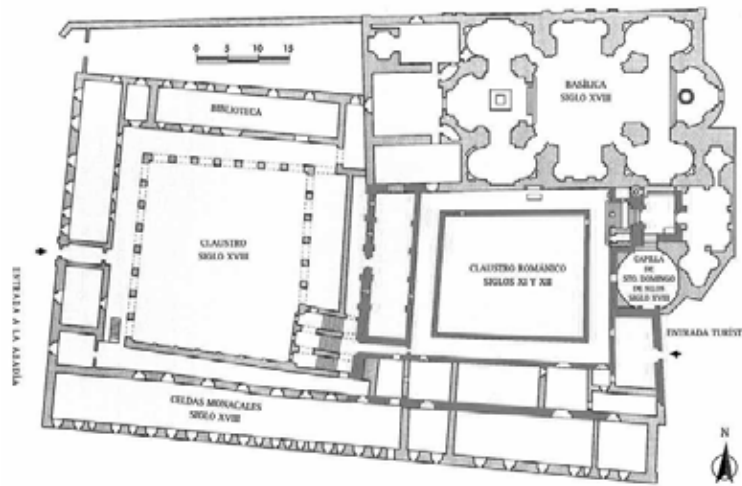 0 5 10 15
BIBLIOTECA
BASÍLICA
SIGLO XVIII
CLAUSTRO
SIGLO XVIII
CLAUSTRO ROMÁNICO
SIGLOS XI Y XII
CAPILLA
DE
STO. DOMINGO
DE SILOS
SIGLO XVIII
ENTRADA A LA ABADÍA
ENTRADA TURIST
CELDAS MONACALES
SIGLO XVIII
N